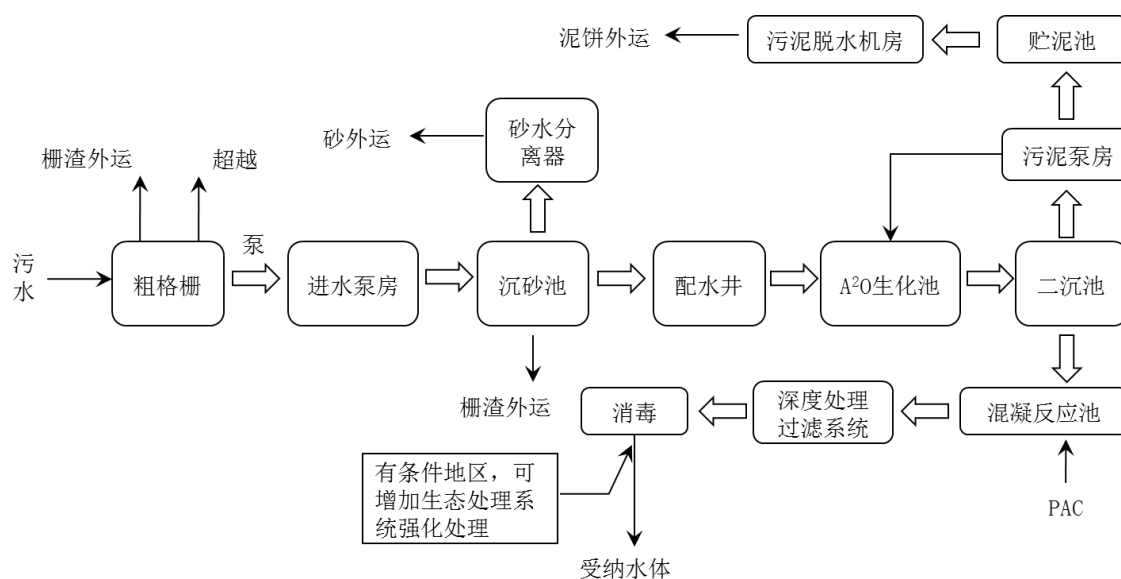 泥饼外运
污泥脱水机房
贮泥池
砂外运
砂水分
离器
污泥泵房
栅渣外运
超越
污
水
粗格栅
泵
进水泵房
沉砂池
配水井
A²O生化池
二沉池
栅渣外运
消毒
深度处理
过滤系统
混凝反应池
有条件地区，可
增加生态处理系
统强化处理
PAC
受纳水体